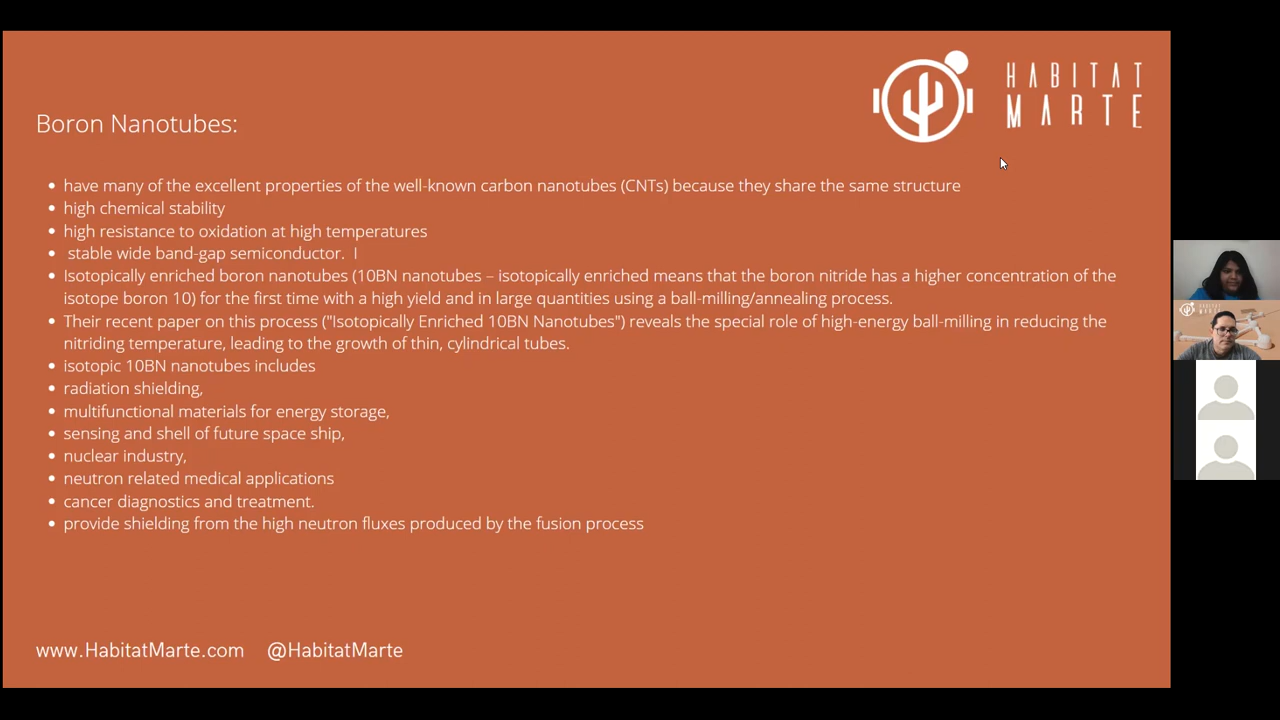 HABITAT
MARTE
Boron Nanotubes:
• have many of the excellent properties of the well-known carbon nanotubes (CNTs) because they share the same structure
• high chemical stability
• high resistance to oxidation at high temperatures
• stable wide band-gap semiconductor. I
• Isotopically enriched boron nanotubes (10BN nanotubes – isotopically enriched means that the boron nitride has a higher concentration of the
isotope boron 10) for the first time with a high yield and in large quantities using a ball-milling/annealing process.
• Their recent paper on this process ("Isotopically Enriched 10BN Nanotubes") reveals the special role of high-energy ball-milling in reducing the
nitriding temperature, leading to the growth of thin, cylindrical tubes.
• isotopic 10BN nanotubes includes
• radiation shielding,
• multifunctional materials for energy storage,
• sensing and shell of future space ship,
• nuclear industry,
• neutron related medical applications
• cancer diagnostics and treatment.
• provide shielding from the high neutron fluxes produced by the fusion process
www.HabitatMarte.com @HabitatMarte
HABITAT
MARTE